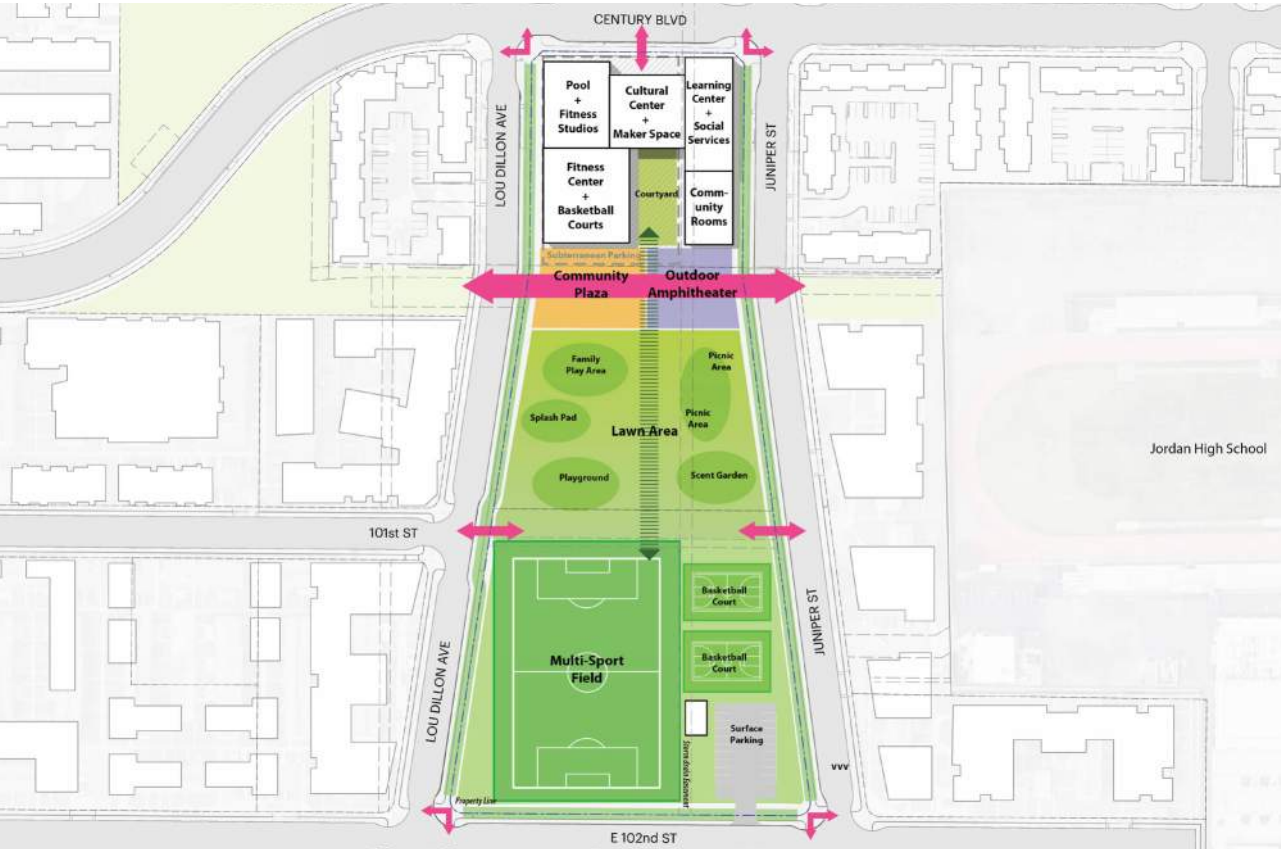 CENTURY BLVD
LOU DILLON AVE
JUNIPER ST
Pool
+
Fitness
Studios
Cultural
Center
+
Maker Space
Learning
Center
+
Social
Services
Fitness
Center
+
Basketball
Courts
Courtyard
Comm-
unity
Rooms
Subterranean Parking
Community
Plaza
Outdoor
Amphitheater
Family
Play Area
Picnic
Area
Splash Pad
Picnic
Area
Lawn Area
Playground
Scent Garden
Jordan High School
101st ST
Basketball
Court
JUNIPER ST
Multi-Sport
Field
Basketball
Court
LOU DILLON AVE
Surface
Parking
Stormdrain Easement
vvv
Property Line
E 102nd ST